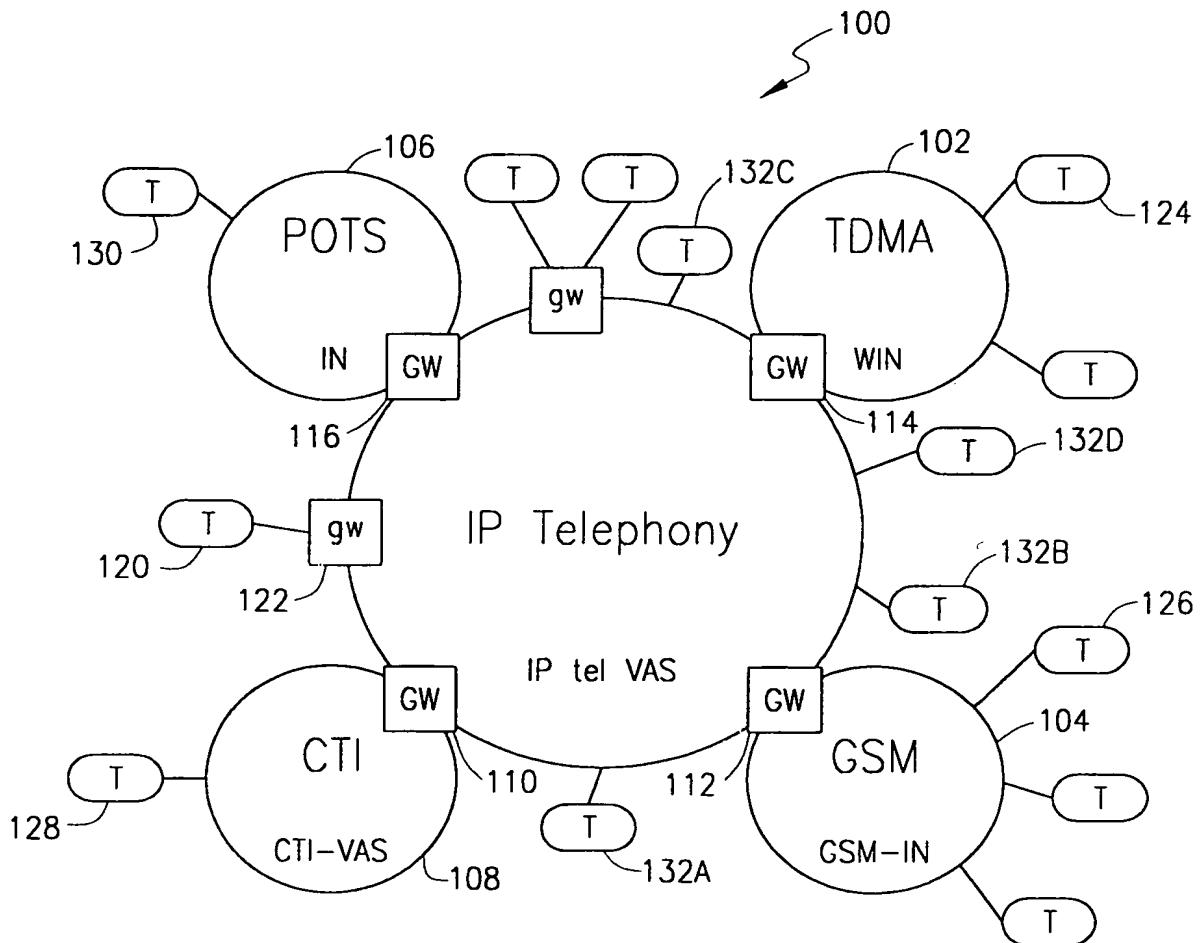 100
106
102
T
T
T
132C
T
130
POTS
T
TDMA
124
gw
IN
GW
GW
WIN
T
116
114
T
132D
IP Telephony
T
gw
120
122
132B
T
126
T
IP tel VAS
GW
GW
104
CTI
110
112
GSM
T
128
T
T
CTI-VAS
108
132A
GSM-IN
T